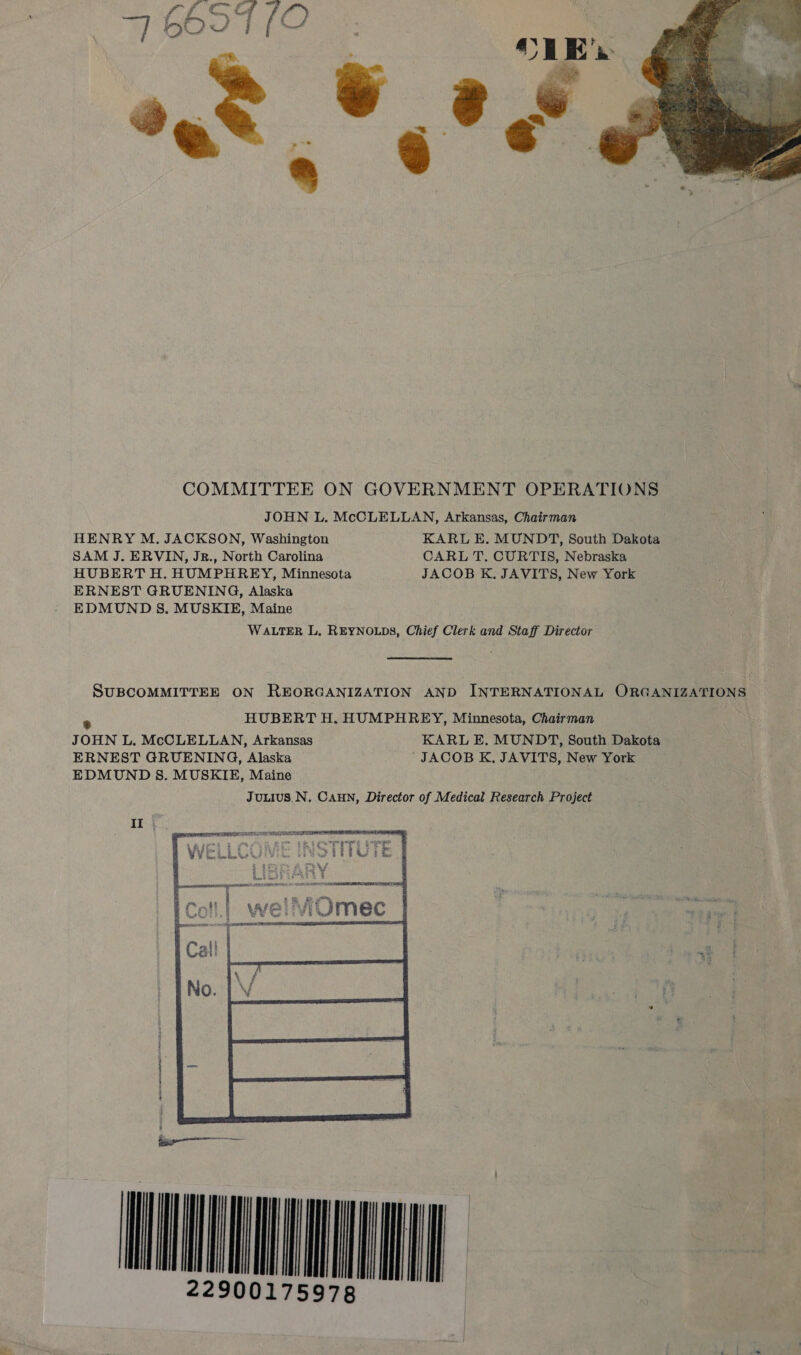 7665970
COMMITTEE ON GOVERNMENT OPERATIONS
JOHN L. McCLELLAN, Arkansas, Chairman
HENRY M. JACKSON, Washington KARL E. MUNDT, South Dakota
SAM J. ERVIN, JR., North Carolina CARL T. CURTIS, Nebraska
HUBERT H. HUMPHREY, Minnesota JACOB K. JAVITS, New York
ERNEST GRUENING, Alaska
EDMUND S. MUSKIE, Maine
WALTER L. REYNOLDS, Chief Clerk and Staff Director
SUBCOMMITTEE ON REORGANIZATION AND INTERNATIONAL ORGANIZATIONS
HUBERT H. HUMPHREY, Minnesota, Chairman
JOHN L. McCLELLAN, Arkansas KARL E. MUNDT, South Dakota
ERNEST GRUENING, Alaska JACOB K. JAVITS, New York
EDMUND S. MUSKIE, Maine
JULIUS N. CAHN, Director of Medical Research Project
II
WELLCOME INSTITUTE
LIBRARY
Coll. welMOmec
Call
No. W
22900175978